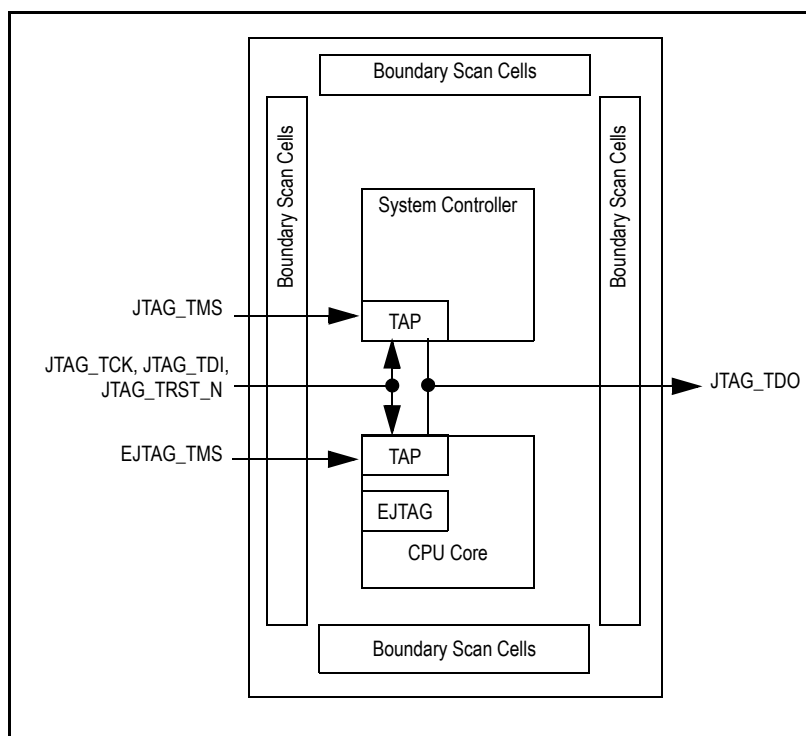 Boundary Scan Cells
Boundary Scan Cells
Boundary Scan Cells
System Controller
JTAG_TMS
TAP
JTAG_TCK, JTAG_TDI,
JTAG_TRST_N
JTAG_TDO
EJTAG_TMS
TAP
EJTAG
CPU Core
Boundary Scan Cells